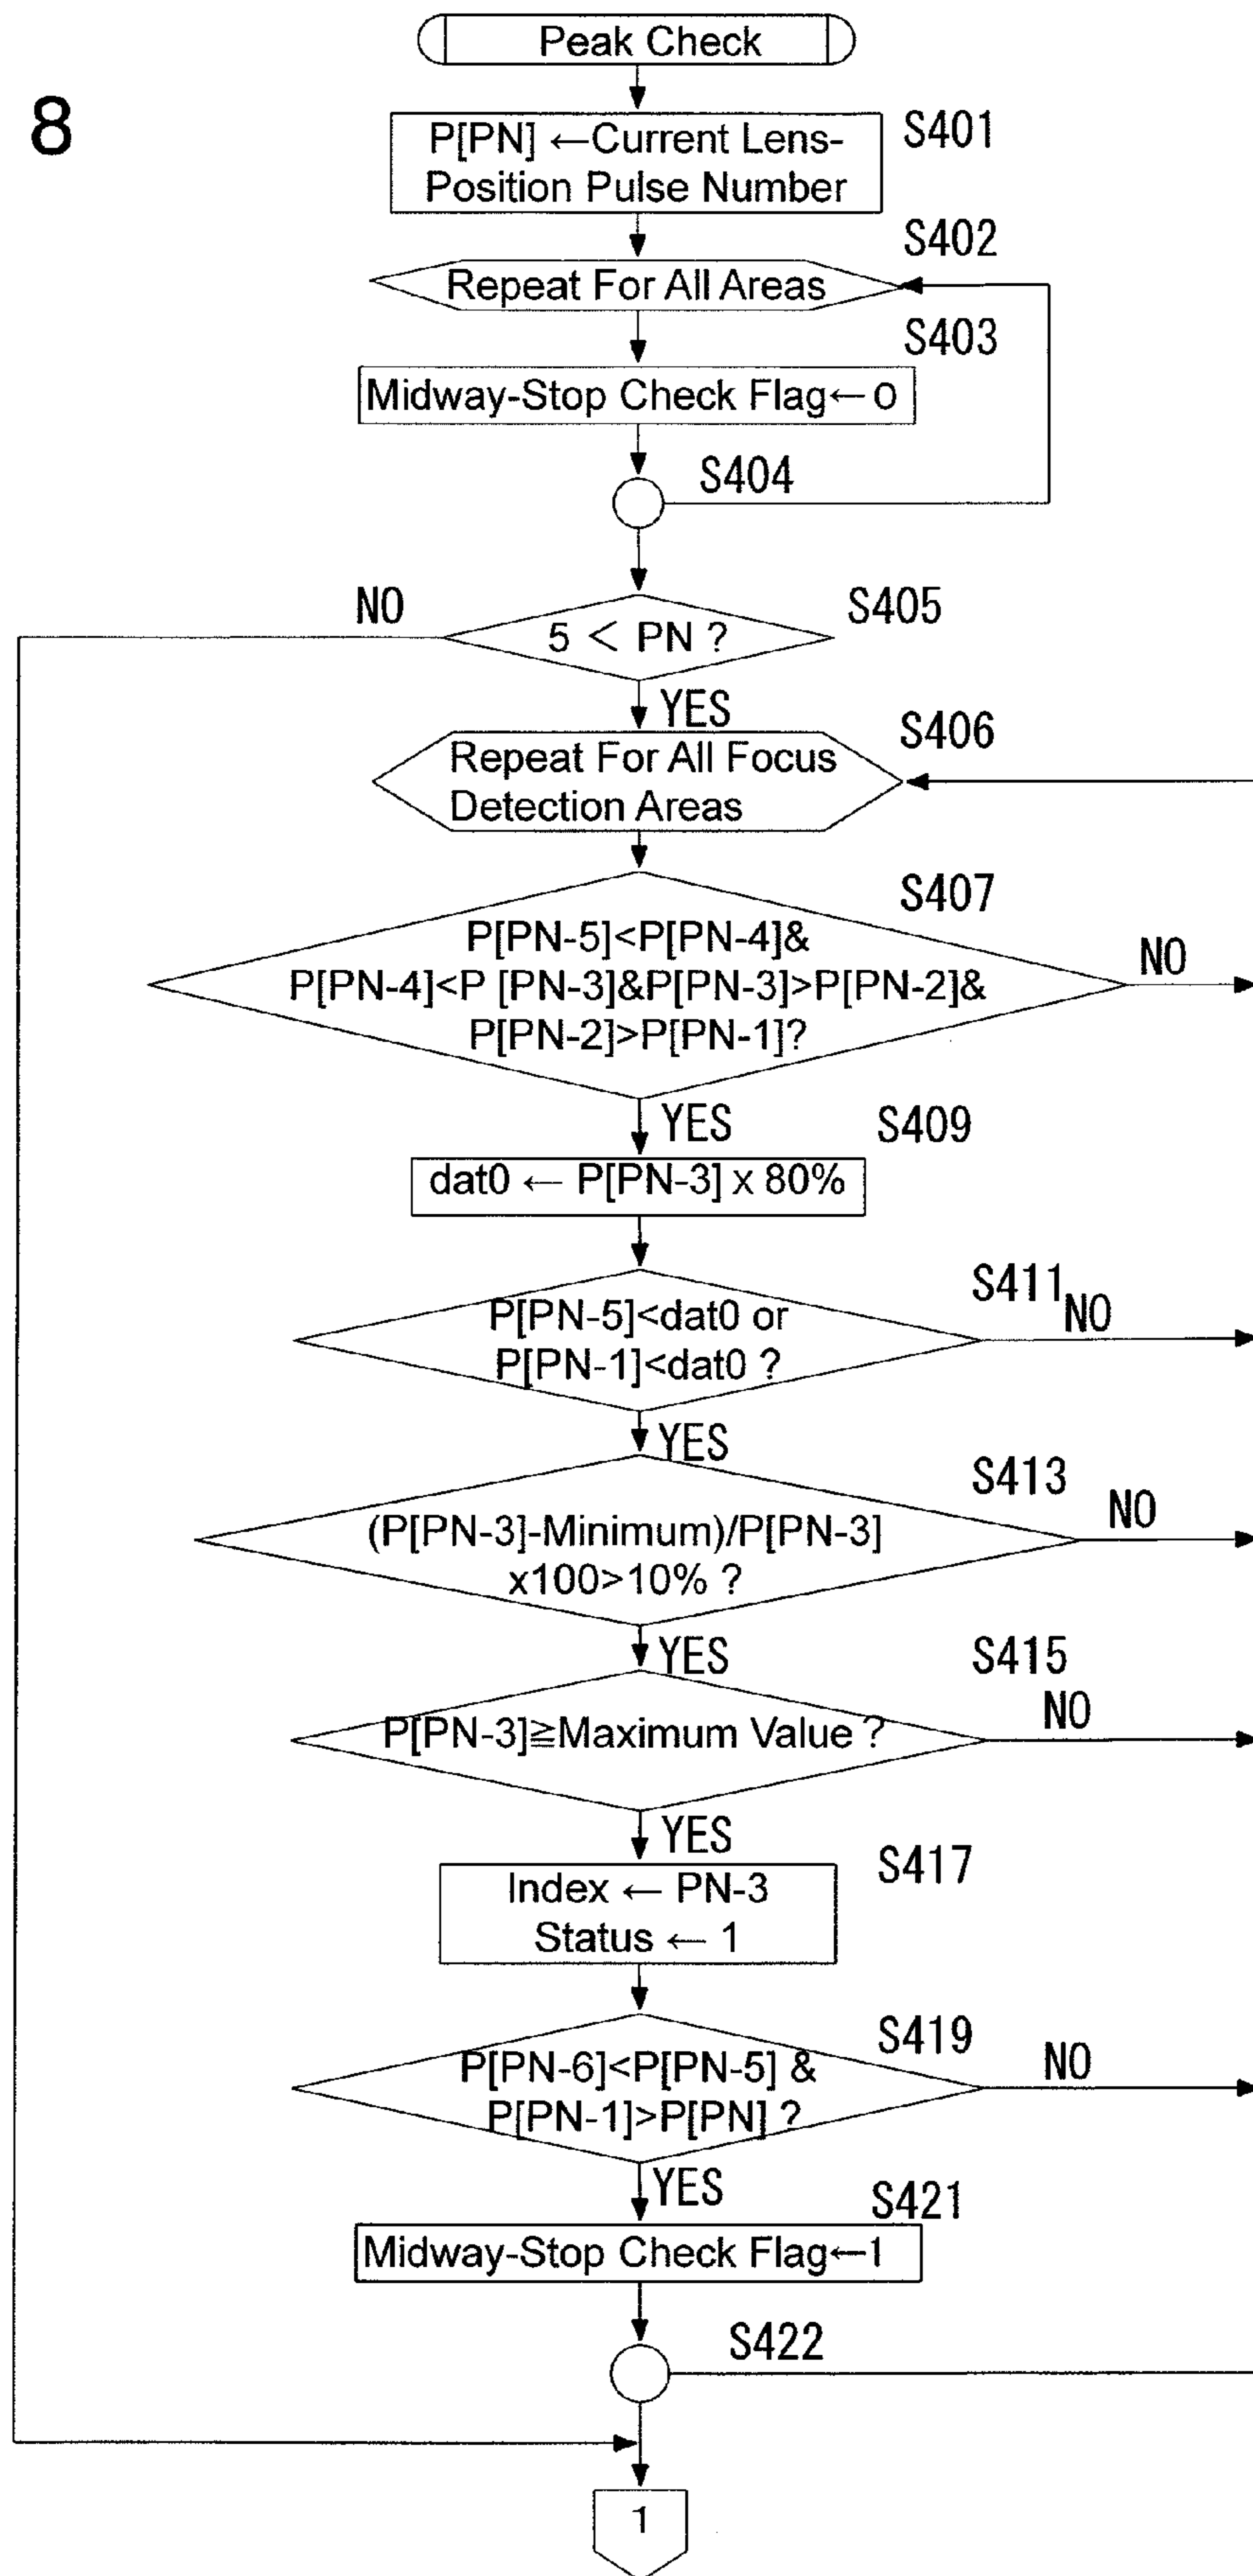 Peak Check
8
P[PN] ←Current Lens-
Position Pulse Number
S401
S402
Repeat For All Areas
S403
Midway-Stop Check Flag←0
S404
NO
S405
5 < PN ?
YES
S406
Repeat For All Focus
Detection Areas
S407
P[PN-5]<P[PN-4]&
P[PN-4]<P [PN-3]&P[PN-3]>P[PN-2]&
P[PN-2]>P[PN-1]?
NO
YES
S409
dat0 ← P[PN-3] x 80%
S411
P[PN-5]<dat0 or
P[PN-1]<dat0 ?
NO
YES
S413
(P[PN-3]-Minimum)/P[PN-3]
x100>10% ?
NO
YES
S415
P[PN-3]≧Maximum Value ?
NO
YES
S417
Index ← PN-3
Status ← 1
S419
P[PN-6]<P[PN-5] &
P[PN-1]>P[PN] ?
NO
YES
S421
Midway-Stop Check Flag←1
S422
1